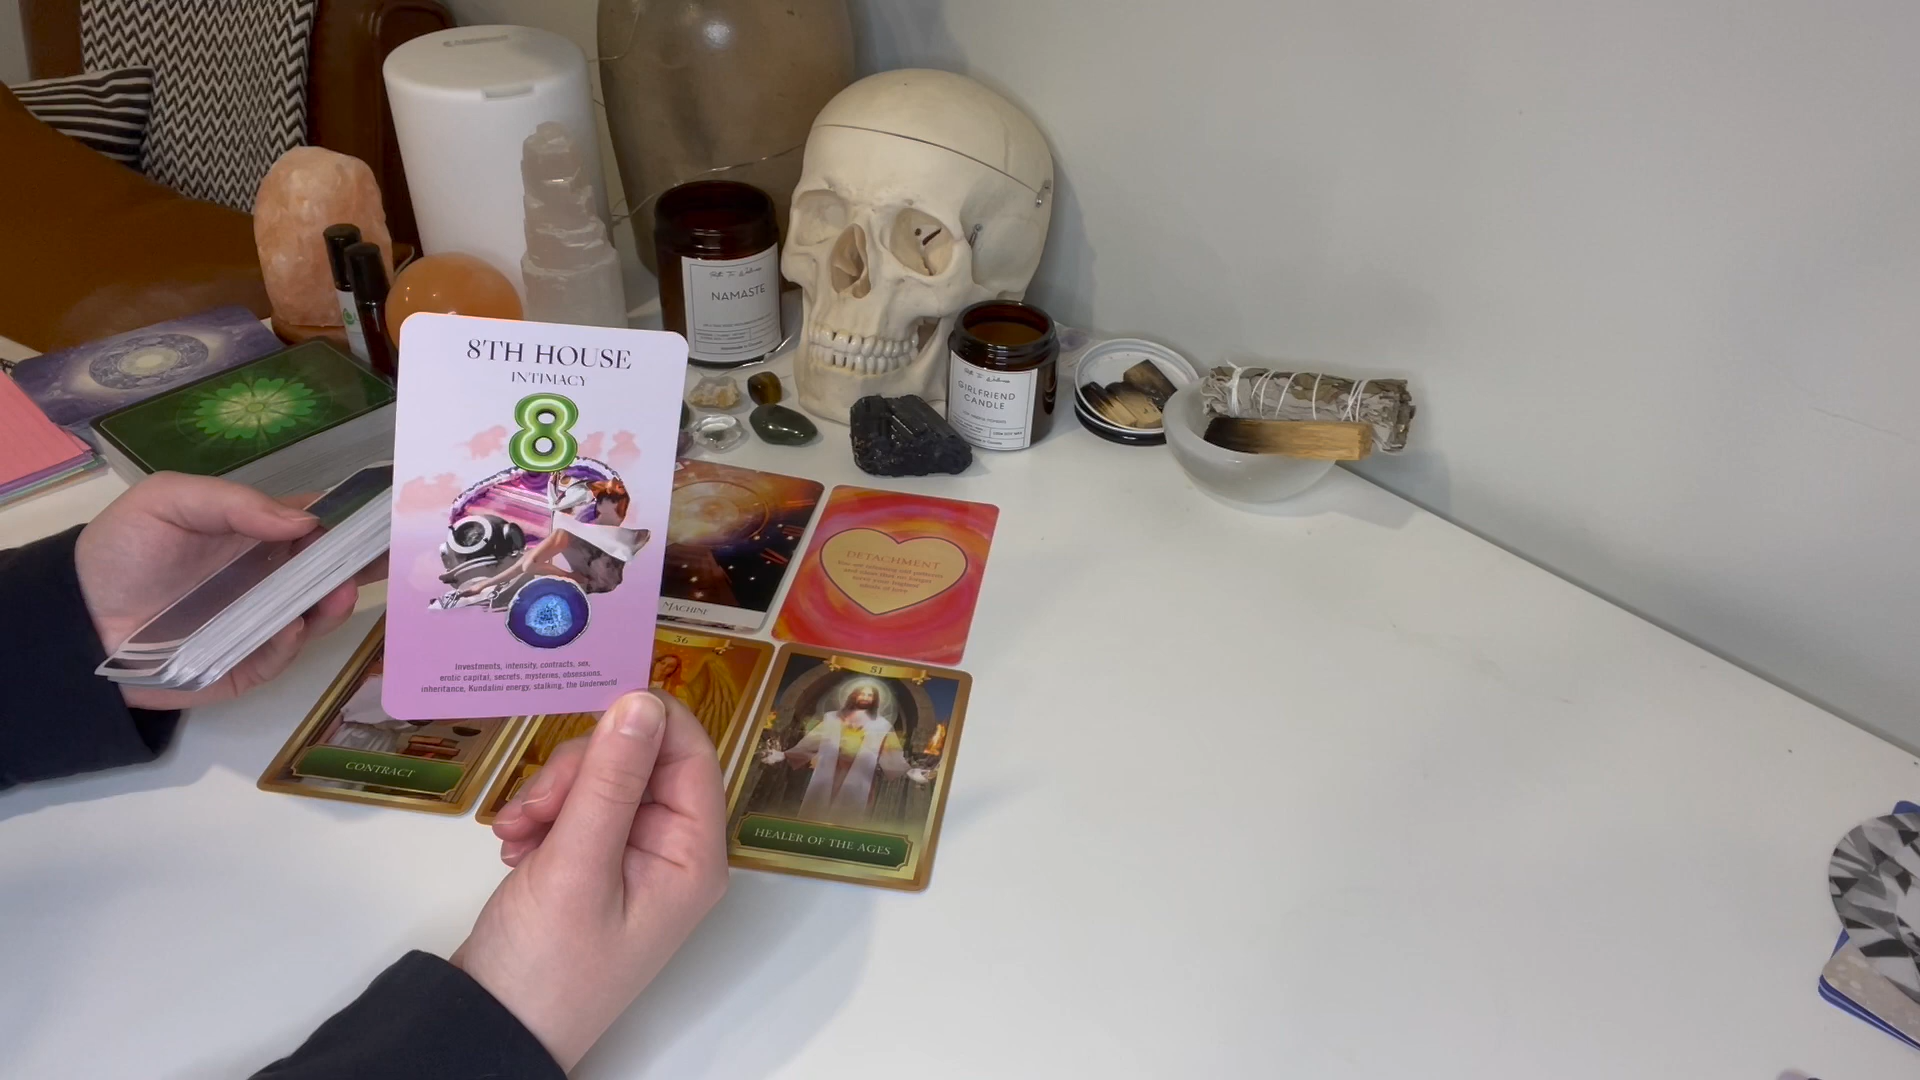 NAMASTE
GIRLFRIEND
CANDLE
8TH HOUSE
INTIMACY
8
Investments, intensity, contracts, sex,
erotic capital, secrets, mysteries, obsessions,
inheritance, Kundalini energy, stalking, the Underworld
DETACHMENT
MACHINE
36
51
CONTRACT
HEALER OF THE AGES